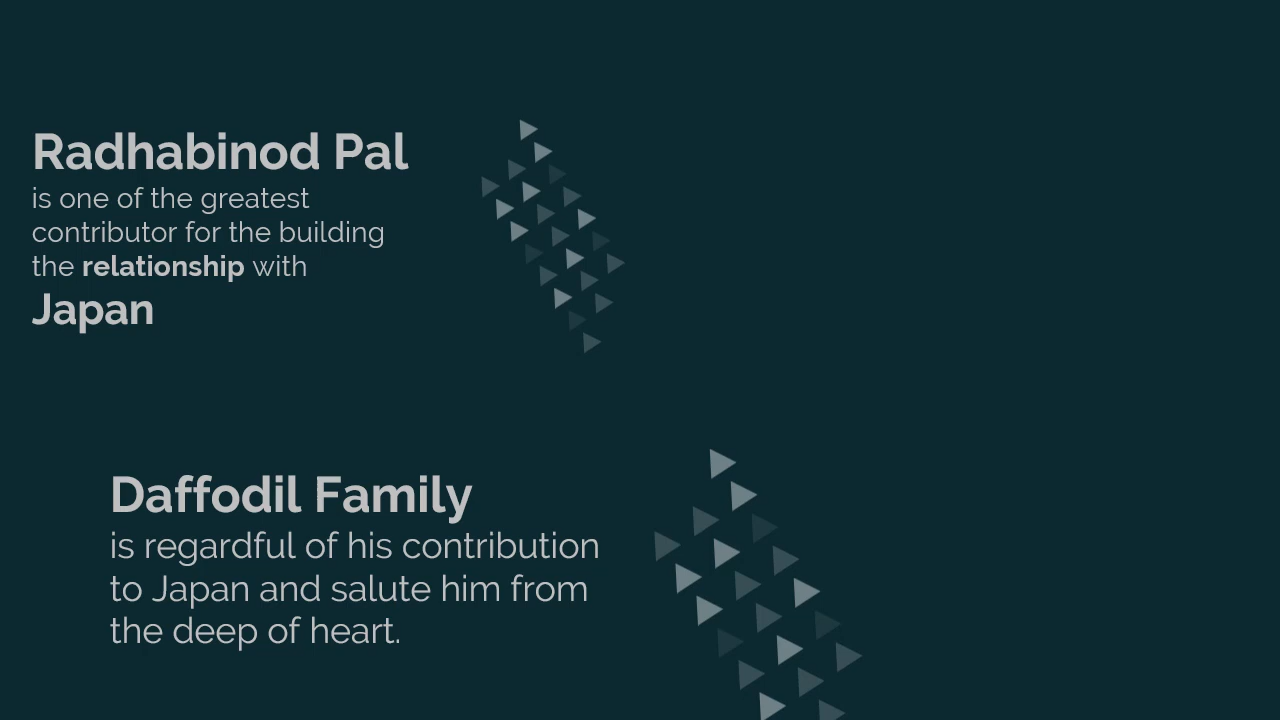 Radhabinod Pal
is one of the greatest
contributor for the building
the relationship with
Japan
Daffodil Family
is regardful of his contribution
to Japan and salute him from
the deep of heart.